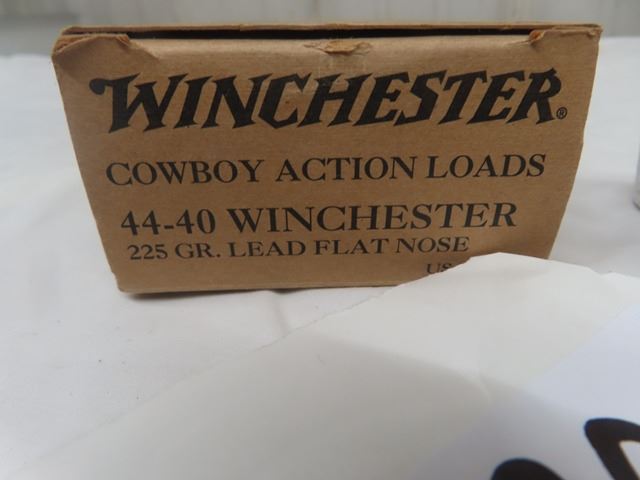 WINCHESTER®
COWBOY ACTION LOADS
44-40 WINCHESTER
225 GR. LEAD FLAT NOSE